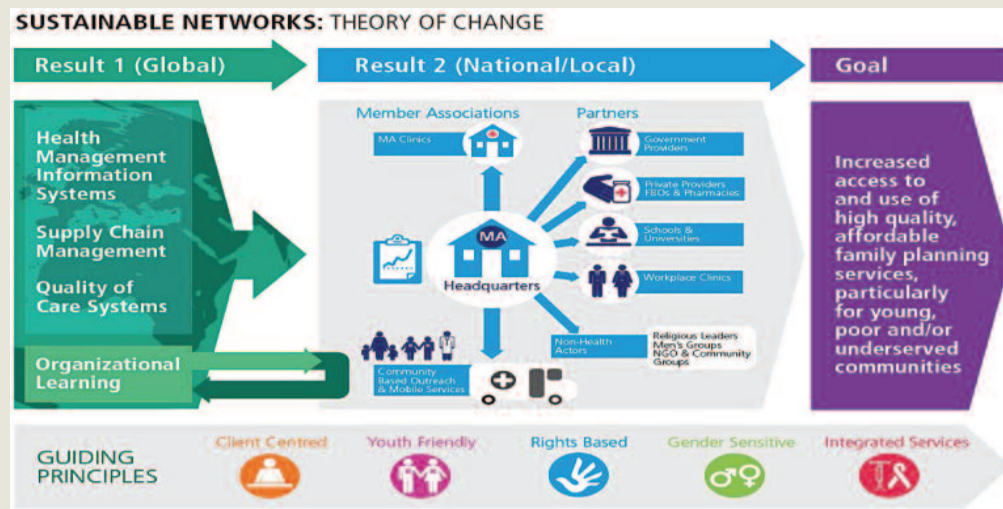 SUSTAINABLE NETWORKS: THEORY OF CHANGE
Result 1 (Global)
Result 2 (National/Local)
Goal
Health
Management
Information
Systems
Supply Chain
Management
Quality of
Care Systems
Organizational
Learning
Member Associations
MA Clinics
MA
Headquarters
Community
Based Outreach
& Mobile Services
Partners
Government
Providers
Private Providers
FBOs & Pharmacies
Schools &
Universities
Workplace Clinics
Non-Health
Actors
Religious Leaders
Men's Groups
NGO & Community
Groups
Increased
access to
and use of
high quality,
affordable
family planning
services,
particularly
for young,
poor and/or
underserved
communities
GUIDING
PRINCIPLES
Client Centred
Youth Friendly
Rights Based
Gender Sensitive
Integrated Services